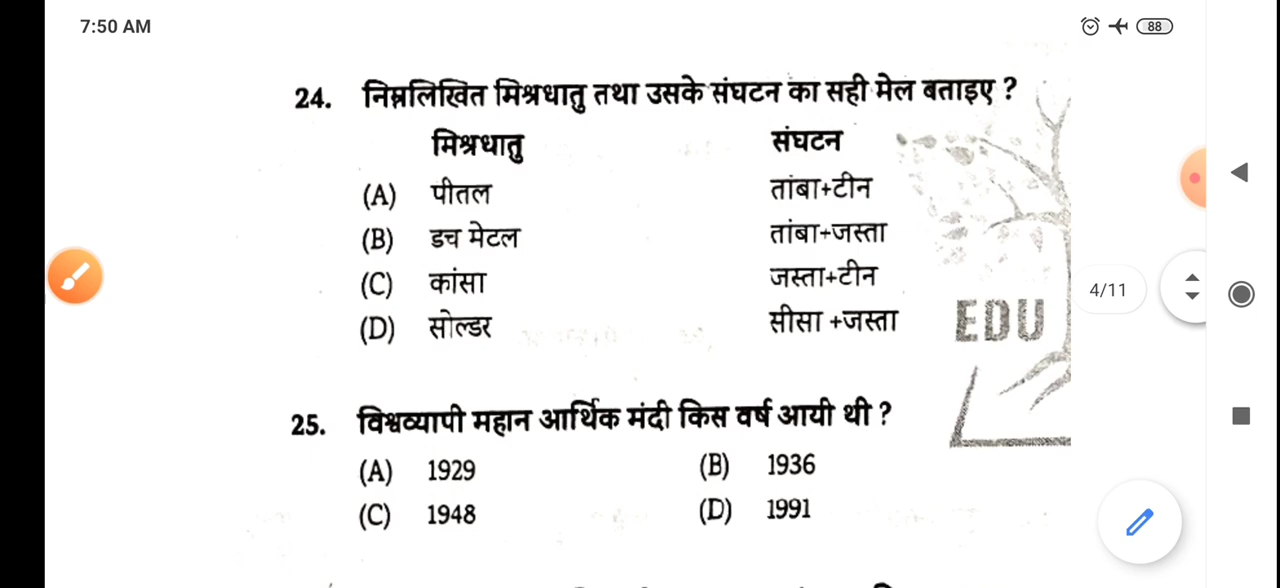 7:50 AM
88
24. निम्नलिखित मिश्रधातु तथा उसके संघटन का सही मेल बताइए ?
मिश्रधातु संघटन
(A) पीतल तांबा+टीन
(B) डच मेटल तांबा+जस्ता
(C) कांसा जस्ता+टीन
(D) सोल्डर सीसा +जस्ता
4/11
EDU
25. विश्वव्यापी महान आर्थिक मंदी किस वर्ष आयी थी ?
(A) 1929 (B) 1936
(C) 1948 (D) 1991